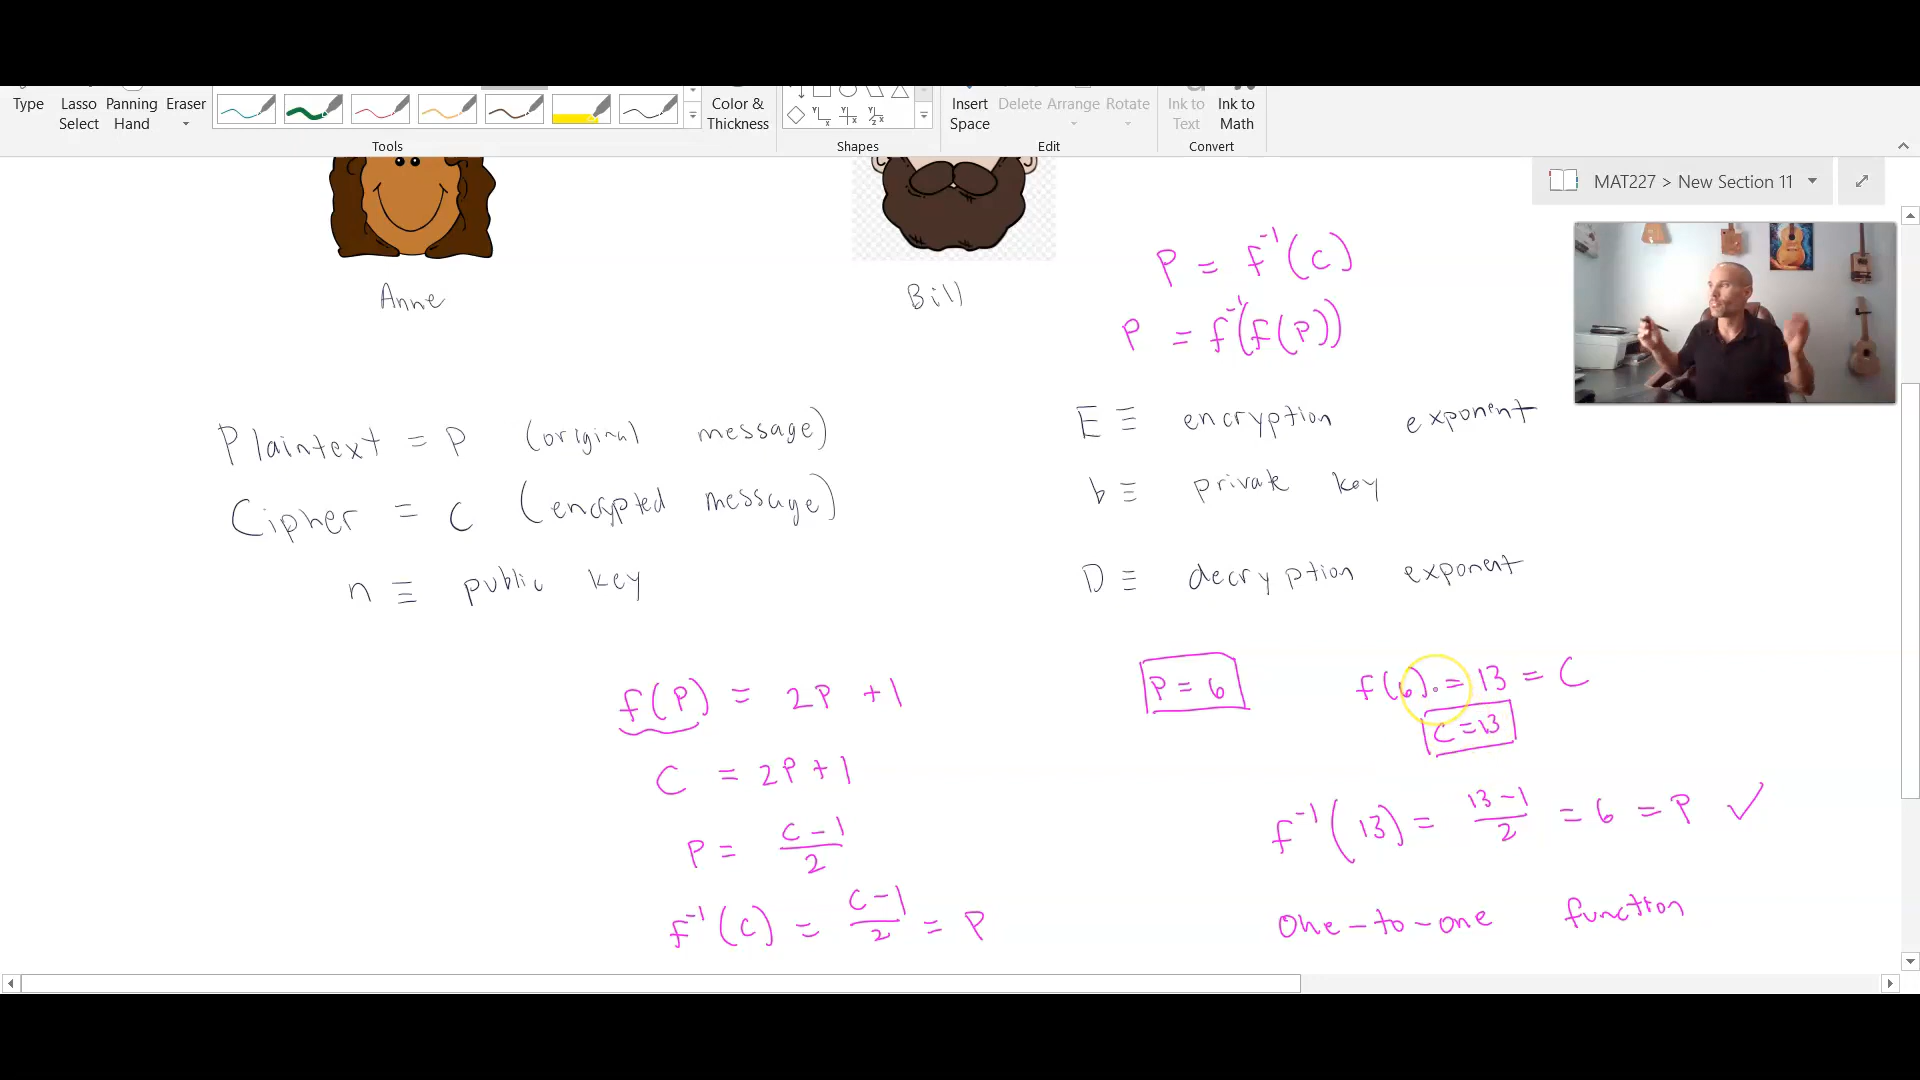 Type
Lasso Select
Panning Hand
Eraser
Color & Thickness
Insert Space
Delete
Arrange
Rotate
Ink to Text
Ink to Math
Tools
Shapes
Edit
Convert
MAT227 > New Section 11
Anne
Bill
P = f⁻¹(C)
P = f⁻¹(f(P))
Plaintext = P (original message)
Cipher = C (encrypted message)
n ≡ public key
E ≡ encryption exponent
b ≡ private key
D ≡ decryption exponent
f(P) = 2P + 1
C = 2P + 1
P = (C - 1)/2
f⁻¹(C) = (C - 1)/2 = P
P = 6
f(6) = 13 = C
C = 13
f⁻¹(13) = (13 - 1)/2 = 6 = P ✓
one-to-one function